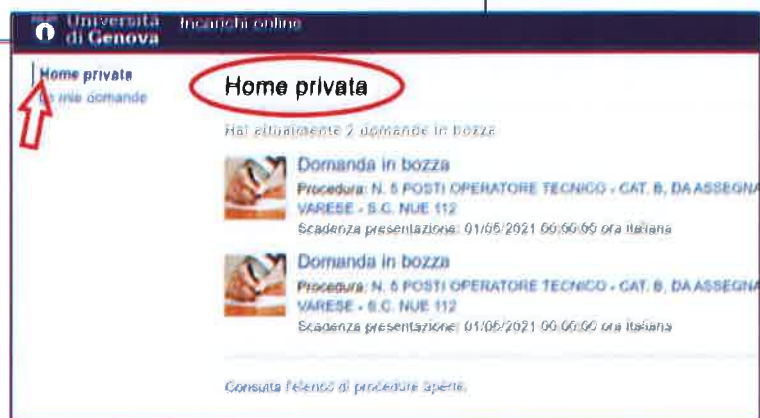 Università
di Genova
Incarichi online
Home privata
Le mie domande
Home privata
Hai attualmente 2 domande in bozza
Domanda in bozza
Procedura: N. 5 POSTI OPERATORE TECNICO - CAT. B, DA ASSEGNA
VARESE - S.C. NUE 112
Scadenza presentazione: 01/05/2021 00:00:00 ora italiana
Domanda in bozza
Procedura: N. 5 POSTI OPERATORE TECNICO - CAT. B, DA ASSEGNA
VARESE - S.C. NUE 112
Scadenza presentazione: 01/05/2021 00:00:00 ora italiana
Consulta l'elenco di procedure aperte.